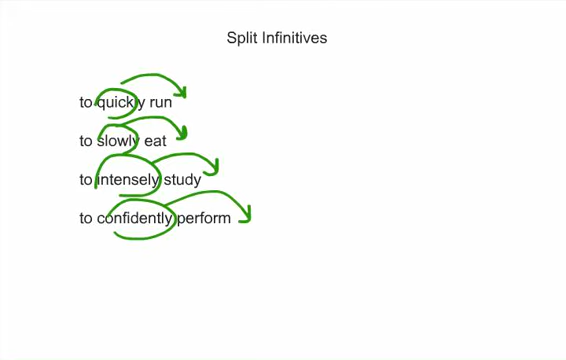 Split Infinitives
to quickly run
to slowly eat
to intensely study
to confidently perform